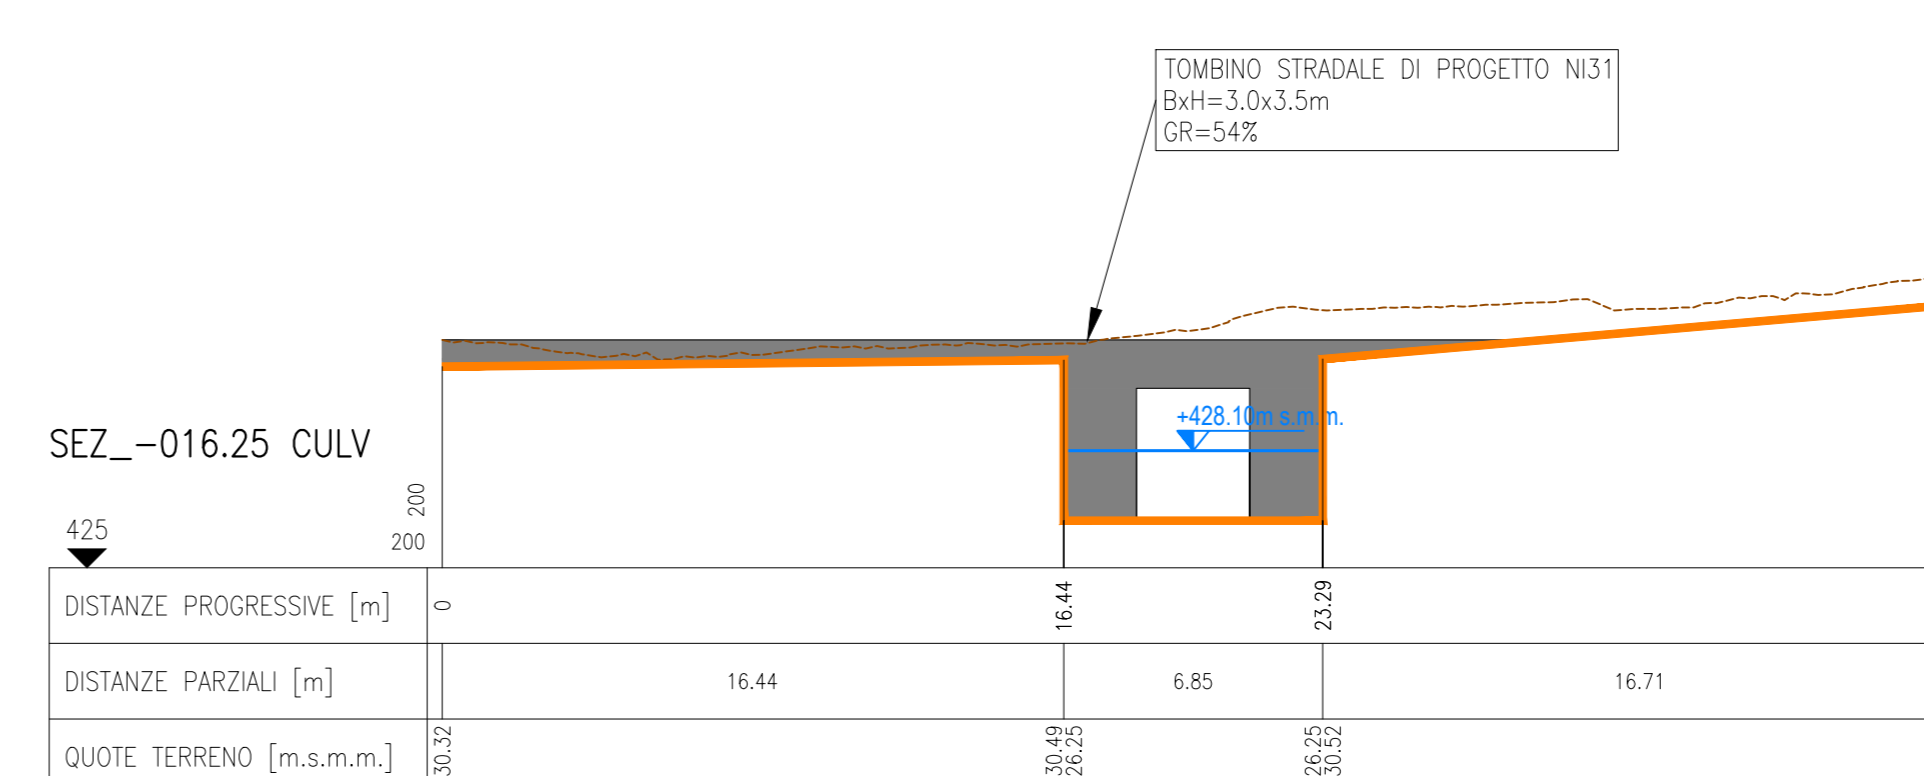 TOMBINO STRADALE DI PROGETTO NI31
BxH=3.0x3.5m
GR=54%
+428.10m s.m.m.
SEZ_-016.25 CULV
200
200
425
DISTANZE PROGRESSIVE [m] 0 16.44 23.29
DISTANZE PARZIALI [m] 16.44 6.85 16.71
QUOTE TERRENO [m.s.m.m.] 30.32 30.49 26.25 26.25 30.52